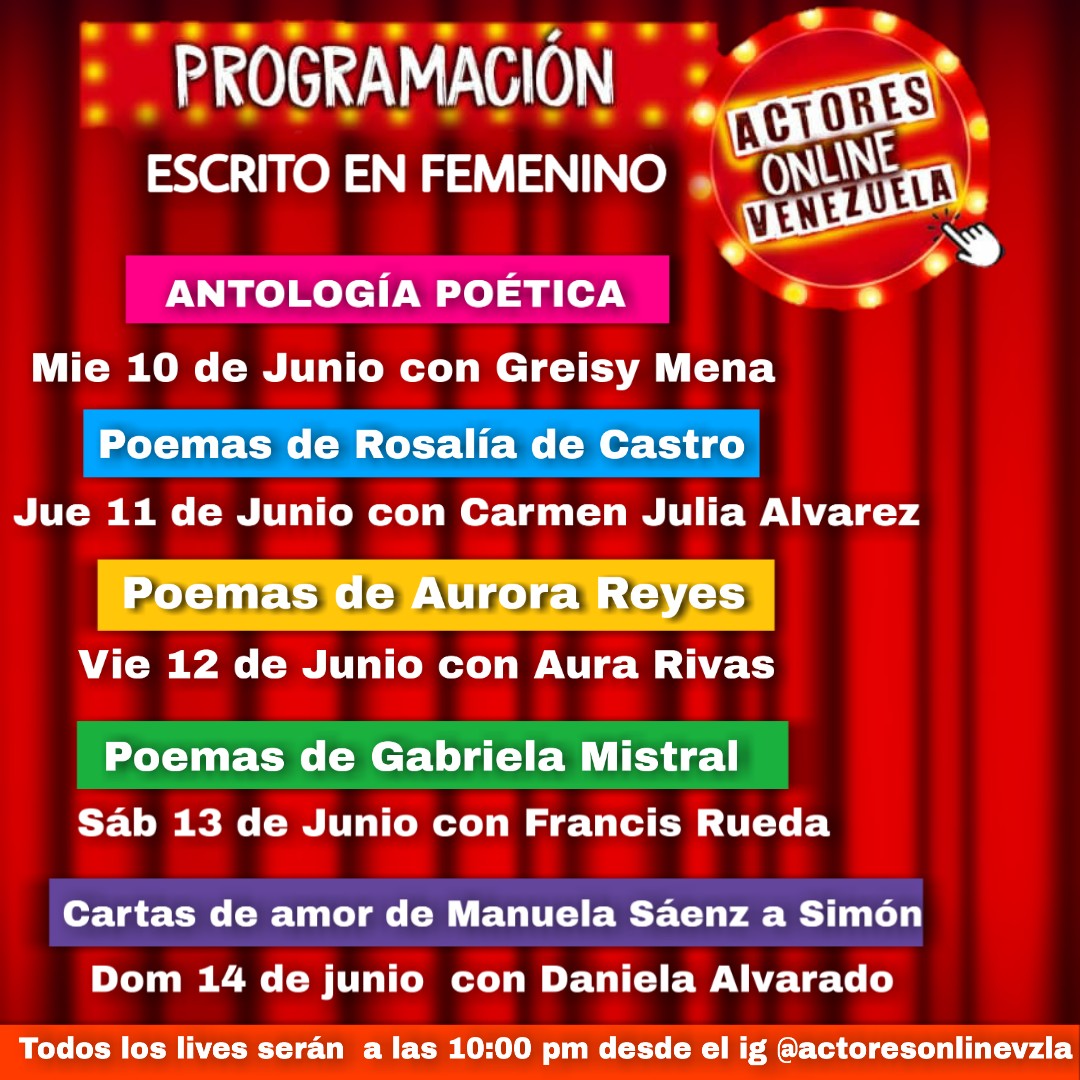 PROGRAMACIÓN
ESCRITO EN FEMENINO
ACTORES
ONLINE
VENEZUELA
ANTOLOGÍA POÉTICA
Mie 10 de Junio con Greisy Mena
Poemas de Rosalía de Castro
Jue 11 de Junio con Carmen Julia Alvarez
Poemas de Aurora Reyes
Vie 12 de Junio con Aura Rivas
Poemas de Gabriela Mistral
Sáb 13 de Junio con Francis Rueda
Cartas de amor de Manuela Sáenz a Simón
Dom 14 de junio con Daniela Alvarado
Todos los lives serán a las 10:00 pm desde el ig @actoresonlinevzla